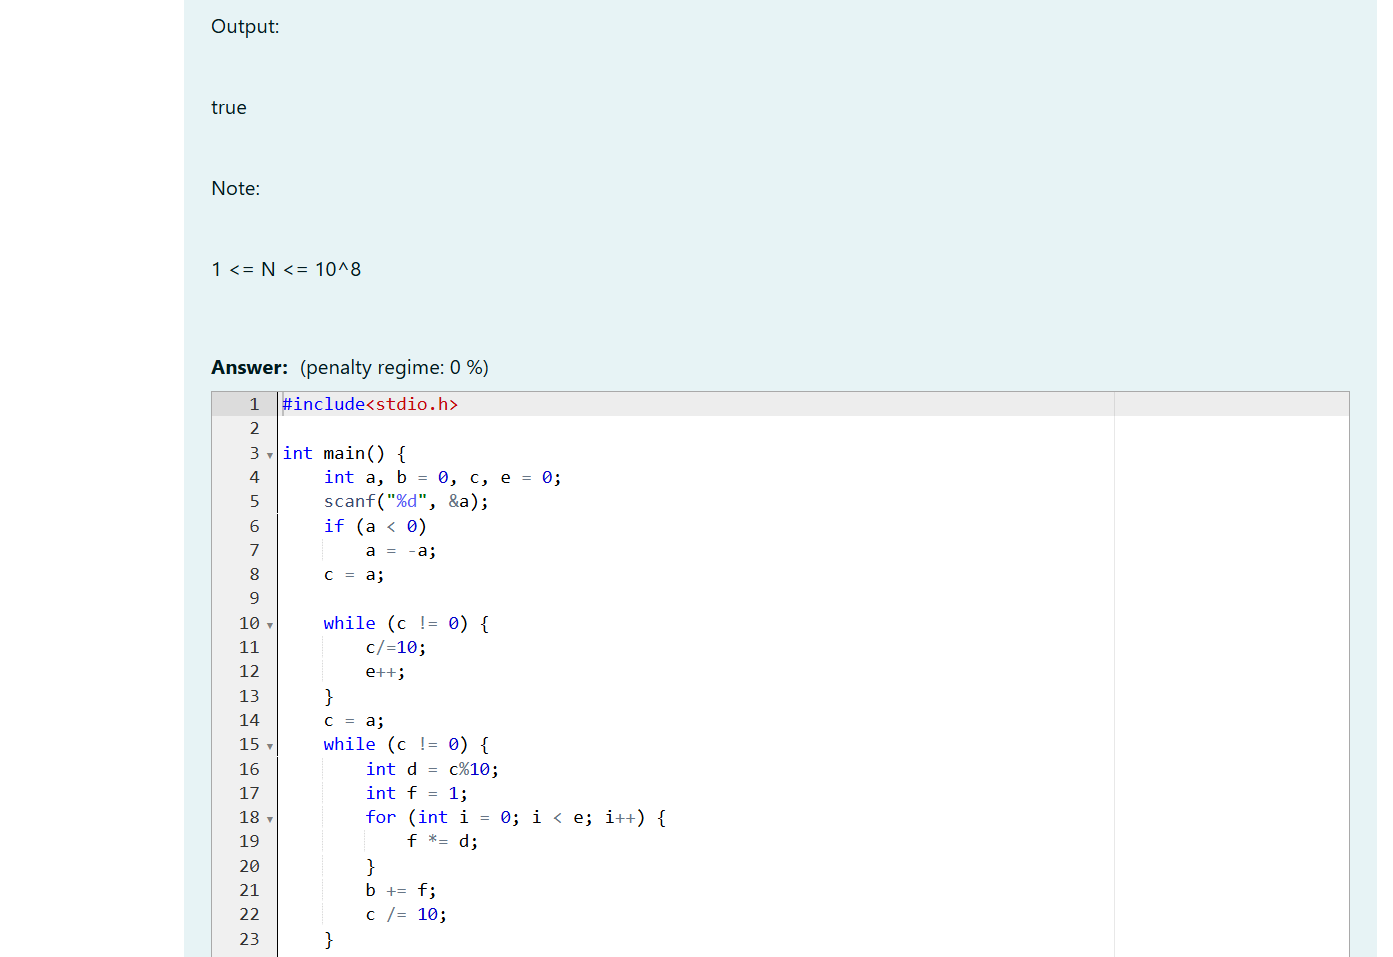 Output:
true
Note:
1 <= N <= 10^8
Answer: (penalty regime: 0 %)
1 #include<stdio.h>
2
3 int main() {
4     int a, b = 0, c, e = 0;
5     scanf("%d", &a);
6     if (a < 0)
7         a = -a;
8     c = a;
9
10     while (c != 0) {
11         c/=10;
12         e++;
13     }
14     c = a;
15     while (c != 0) {
16         int d = c%10;
17         int f = 1;
18         for (int i = 0; i < e; i++) {
19             f *= d;
20         }
21         b += f;
22         c /= 10;
23     }